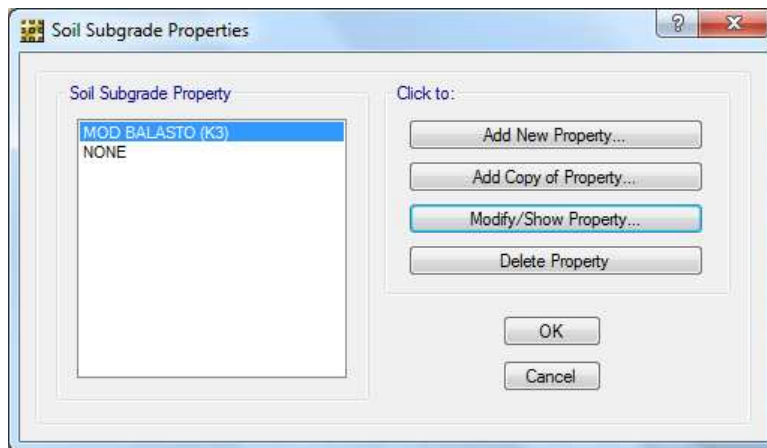 Soil Subgrade Properties
Soil Subgrade Property
MOD BALASTO (K3)
NONE
Click to:
Add New Property...
Add Copy of Property...
Modify/Show Property...
Delete Property
OK
Cancel